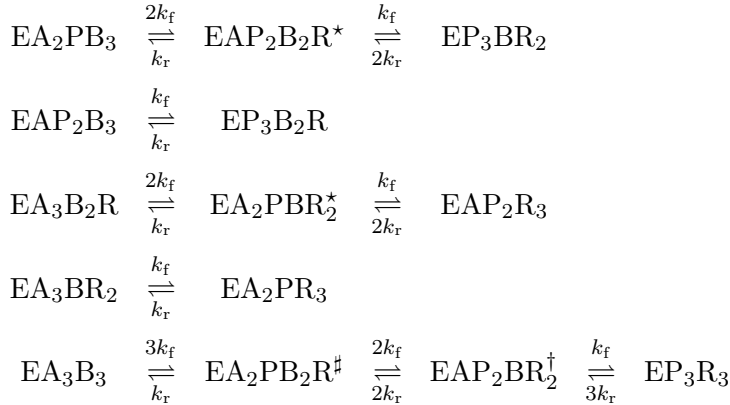 EA₂PB₃ 2k_f ⇌ k_r EAP₂B₂R* k_f ⇌ 2k_r EP₃BR₂
EAP₂B₃ k_f ⇌ k_r EP₃B₂R
EA₃B₂R 2k_f ⇌ k_r EA₂PBR₂* k_f ⇌ 2k_r EAP₂R₃
EA₃BR₂ k_f ⇌ k_r EA₂PR₃
EA₃B₃ 3k_f ⇌ k_r EA₂PB₂R♯ 2k_f ⇌ 2k_r EAP₂BR₂† k_f ⇌ 3k_r EP₃R₃